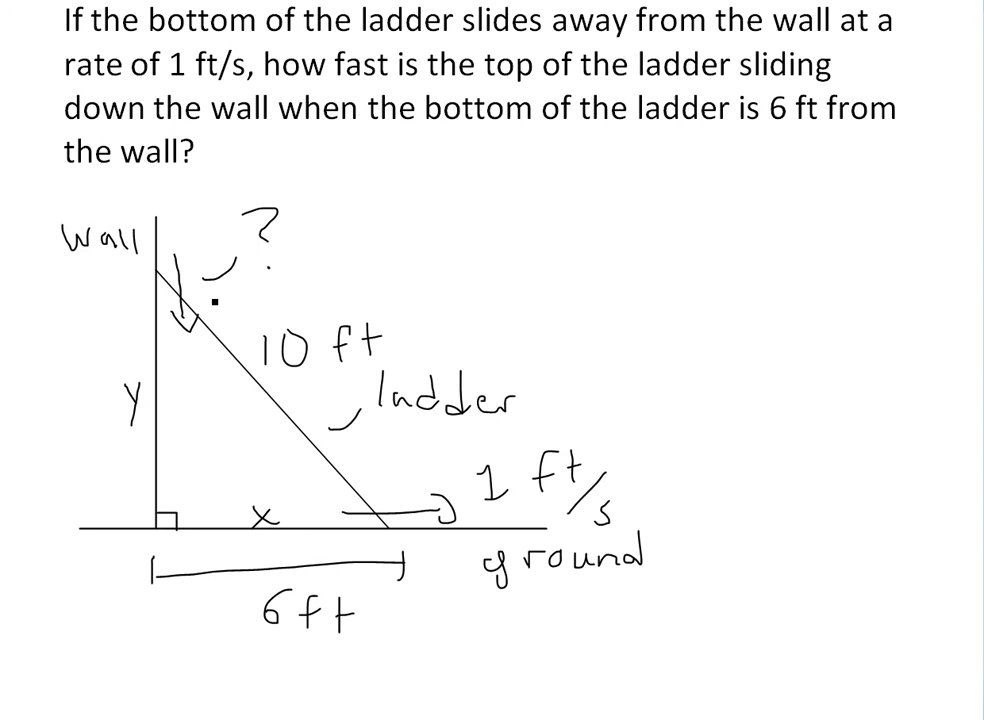 If the bottom of the ladder slides away from the wall at a
rate of 1 ft/s, how fast is the top of the ladder sliding
down the wall when the bottom of the ladder is 6 ft from
the wall?
Wall
?
10 ft
ladder
y
1 ft/s
x
ground
6 ft